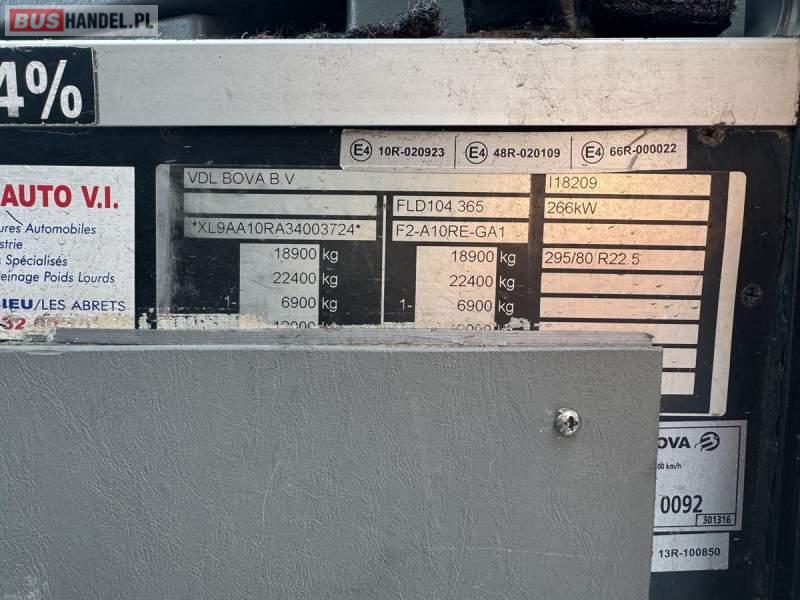 BUSHANDEL.PL
4%
E4 10R-020923
E4 48R-020109
E4 66R-000022
AUTO V.I.
ures Automobiles
strie
s Spécialisés
einage Poids Lourds
IEU/LES ABRETS
VDL BOVA B.V
I18209
FLD104 365
266kW
*XL9AA10RA34003724*
F2-A10RE-GA1
18900 kg
18900 kg
295/80 R22.5
22400 kg
22400 kg
1- 6900 kg
1- 6900 kg
OVA
00 km/h
0092
301316
13R-100850